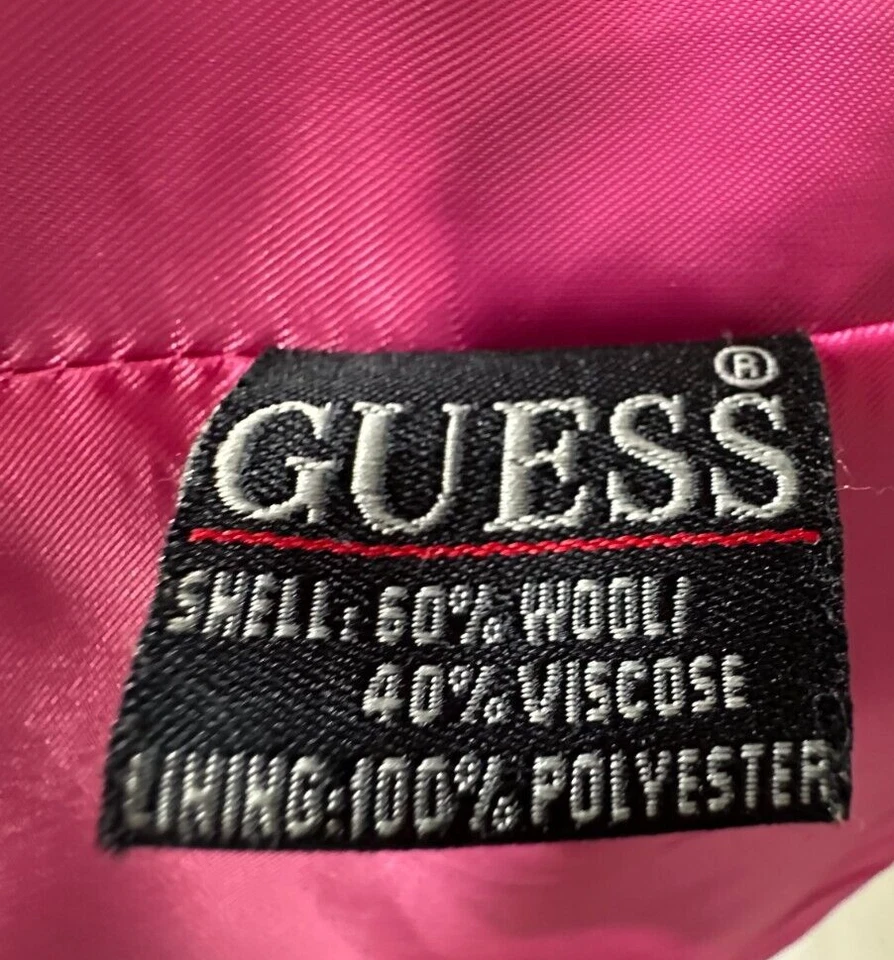 GUESS®
SHELL: 60% WOOL/
40% VISCOSE
LINING:100% POLYESTER